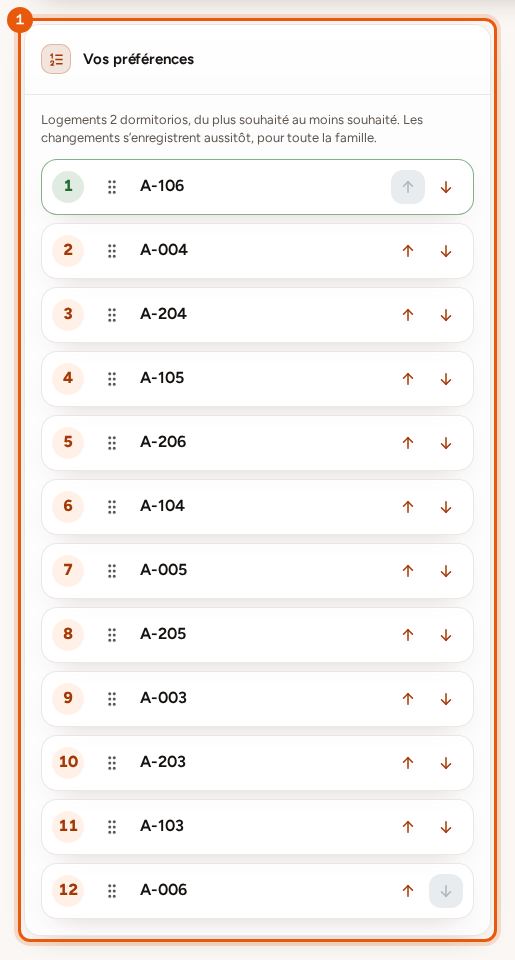 1
Vos préférences
Logements 2 dormitorios, du plus souhaité au moins souhaité. Les
changements s’enregistrent aussitôt, pour toute la famille.
1 A-106
2 A-004
3 A-204
4 A-105
5 A-206
6 A-104
7 A-005
8 A-205
9 A-003
10 A-203
11 A-103
12 A-006